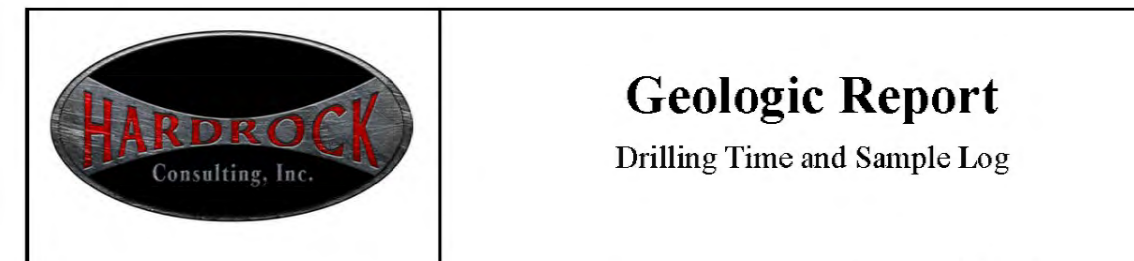 HARDROCK
Consulting, Inc.
Geologic Report
Drilling Time and Sample Log